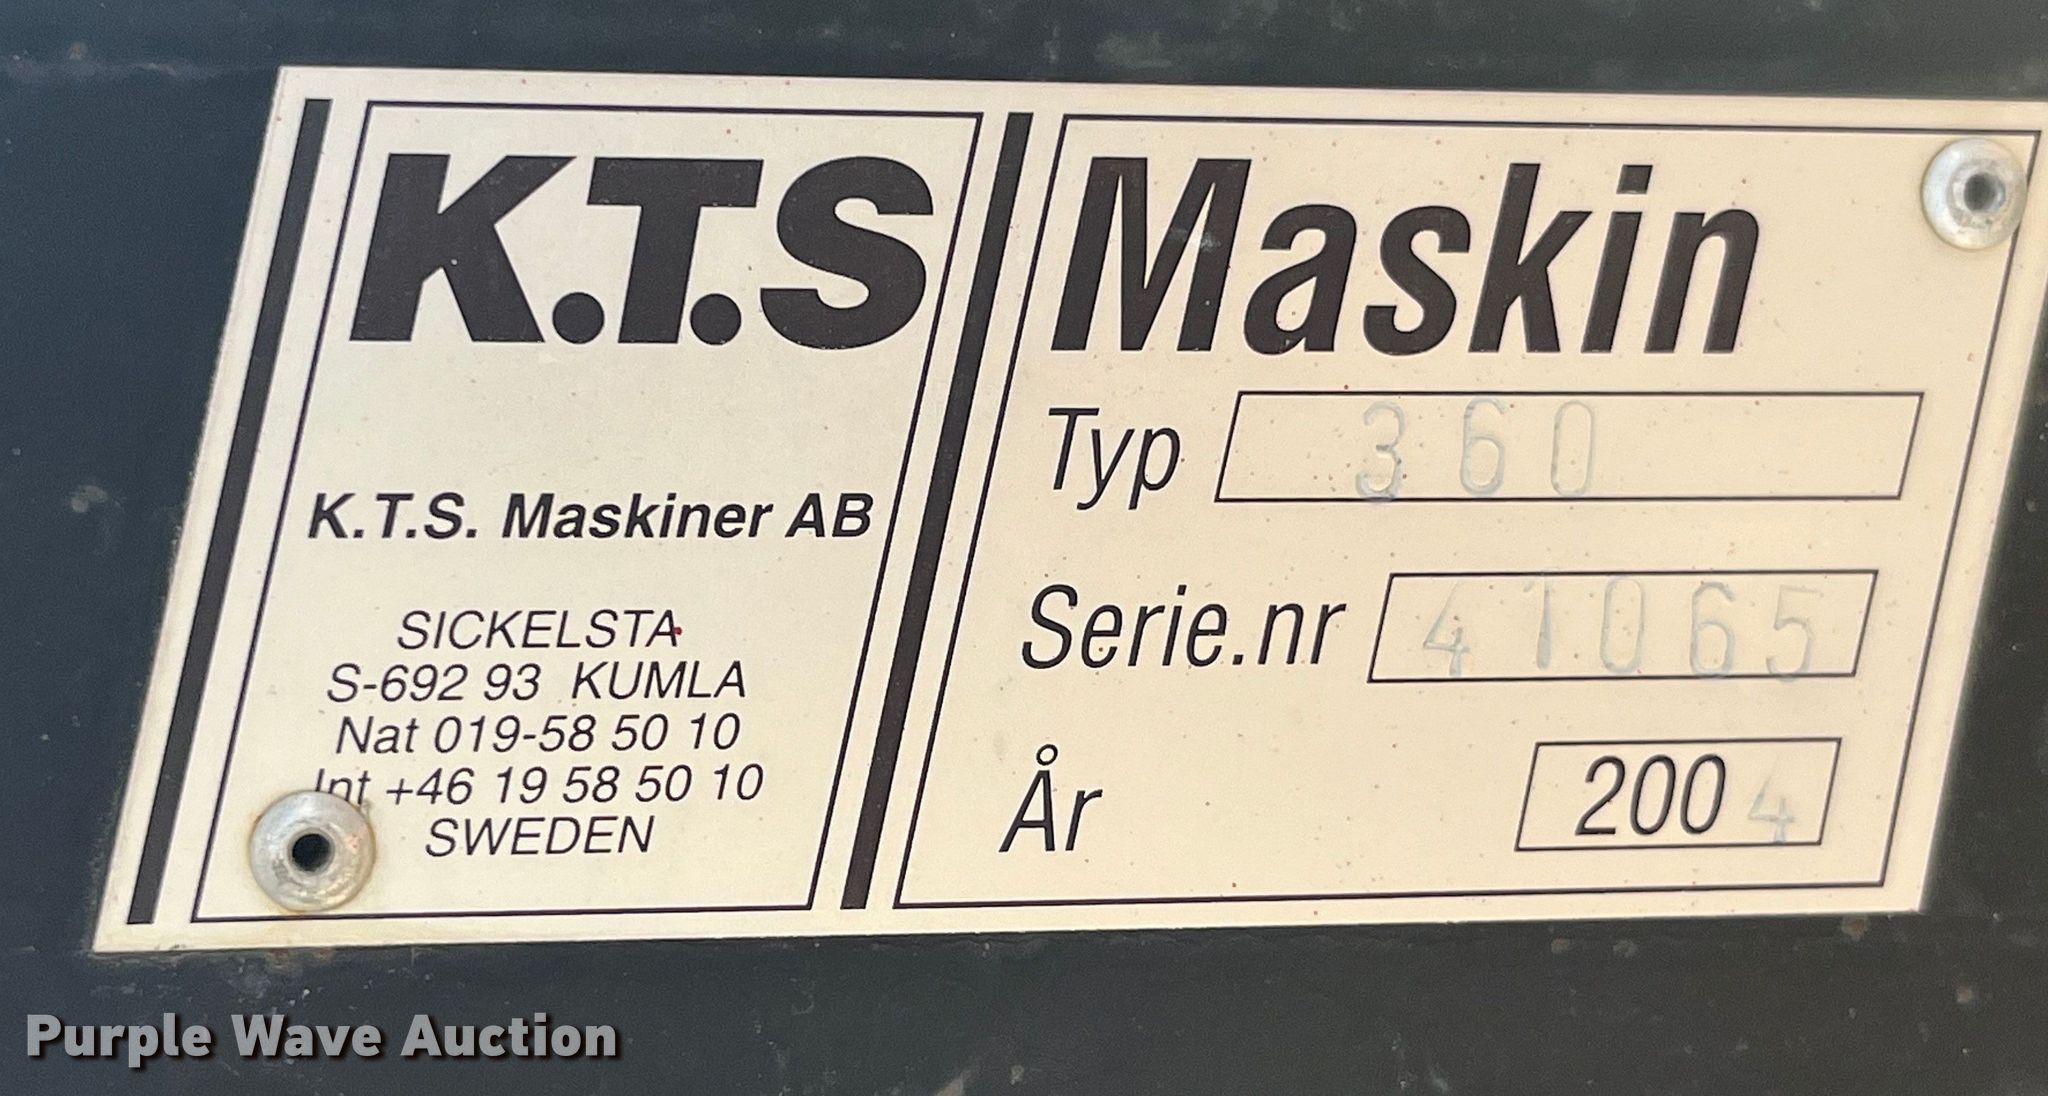 K.T.S
K.T.S. Maskiner AB
SICKELSTA
S-692 93 KUMLA
Nat 019-58 50 10
Int +46 19 58 50 10
SWEDEN
Maskin
Typ 360
Serie.nr 41065
År 2004
Purple Wave Auction